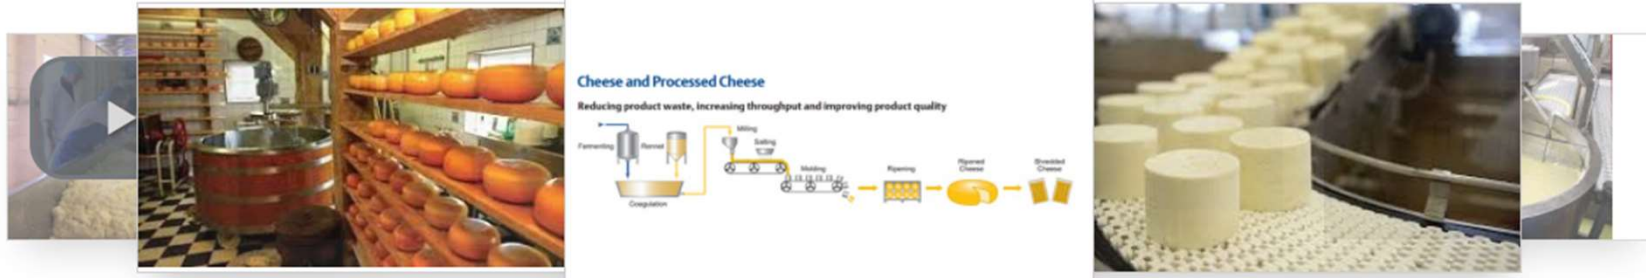 Cheese and Processed Cheese
Reducing product waste, increasing throughput and improving product quality
Milling
Fermenting
Rennet
Salting
Molding
Ripening
Ripened
Cheese
Shredded
Cheese
Coagulation